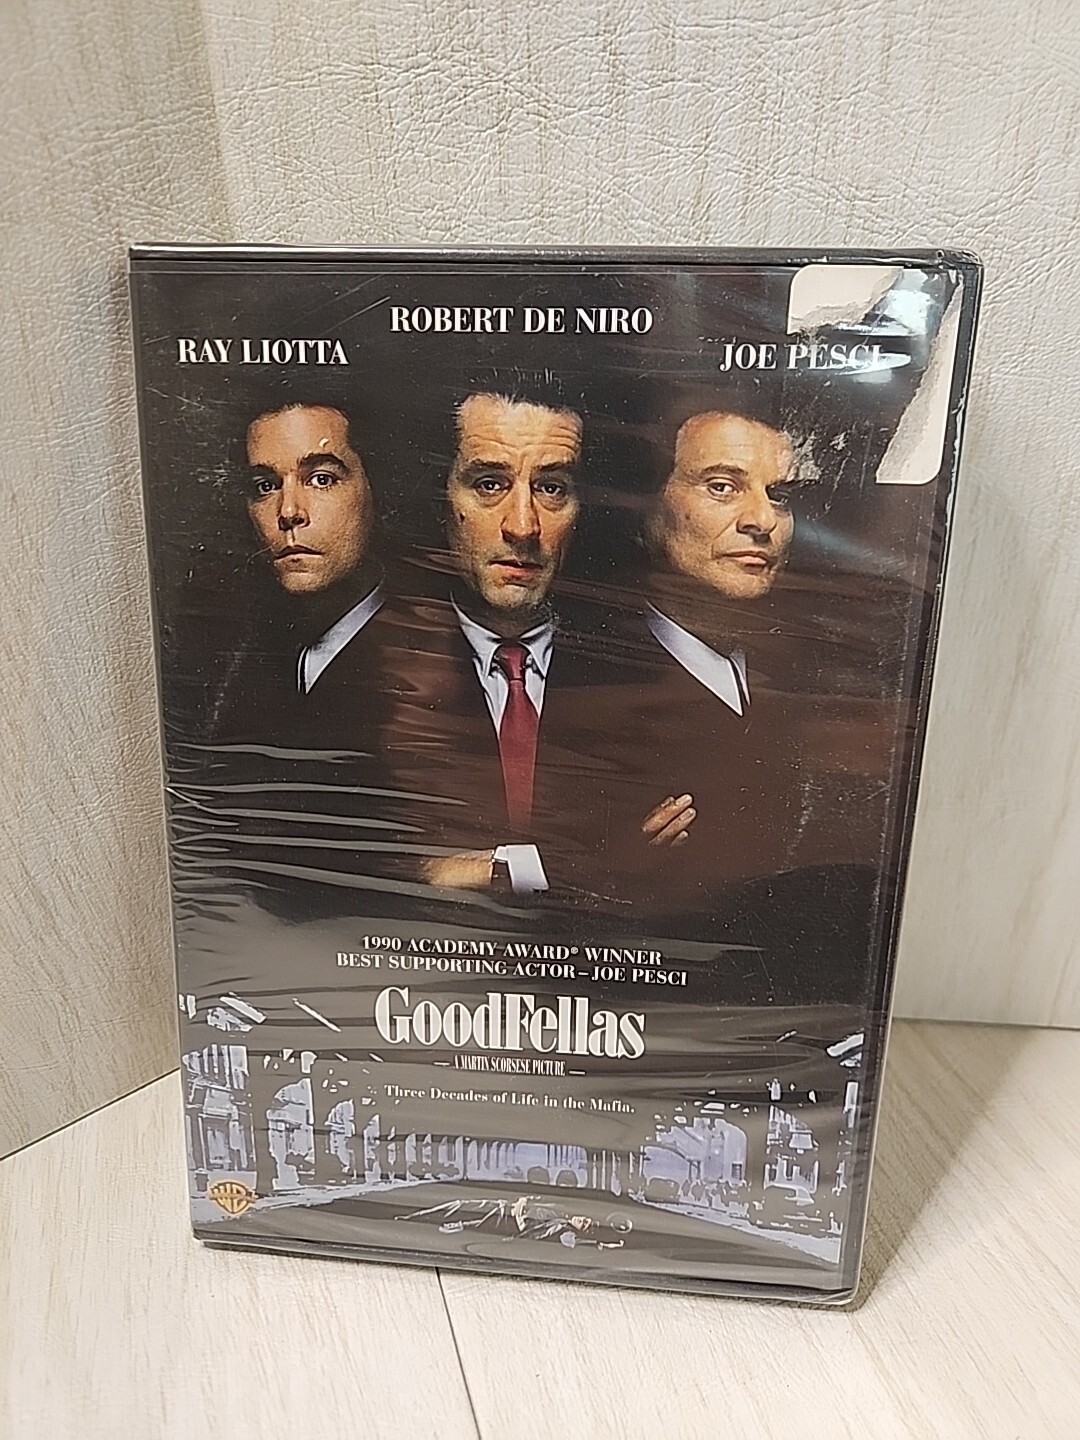 ROBERT DE NIRO
RAY LIOTTA
JOE PESCI
1990 ACADEMY AWARD® WINNER
BEST SUPPORTING ACTOR–JOE PESCI
GoodFellas
— A MARTIN SCORSESE PICTURE —
Three Decades of Life in the Mafia.
WB